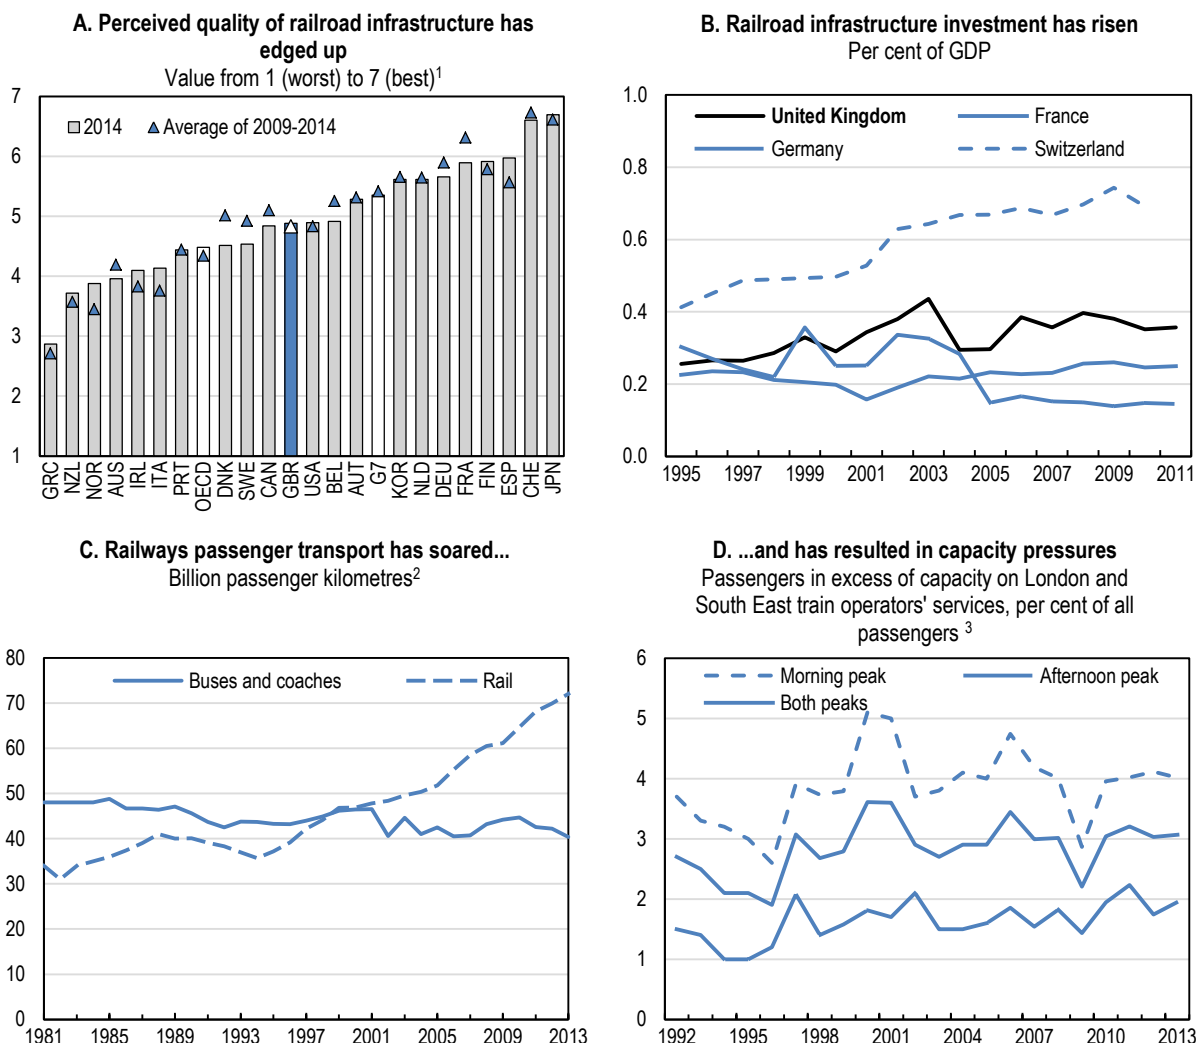 A. Perceived quality of railroad infrastructure has
edged up
Value from 1 (worst) to 7 (best)1
7
6
5
4
3
2
1
2014
Average of 2009-2014
GRC
NZL
NOR
AUS
IRL
ITA
PRT
OECD
DNK
SWE
CAN
GBR
USA
BEL
AUT
G7
KOR
NLD
DEU
FRA
FIN
ESP
CHE
JPN
B. Railroad infrastructure investment has risen
Per cent of GDP
1.0
0.8
0.6
0.4
0.2
0.0
United Kingdom
France
Germany
Switzerland
1995
1997
1999
2001
2003
2005
2007
2009
2011
C. Railways passenger transport has soared...
Billion passenger kilometres2
80
70
60
50
40
30
20
10
0
Buses and coaches
Rail
1981
1985
1989
1993
1997
2001
2005
2009
2013
D. ...and has resulted in capacity pressures
Passengers in excess of capacity on London and
South East train operators' services, per cent of all
passengers 3
6
5
4
3
2
1
0
Morning peak
Afternoon peak
Both peaks
1992
1995
1998
2001
2004
2007
2010
2013